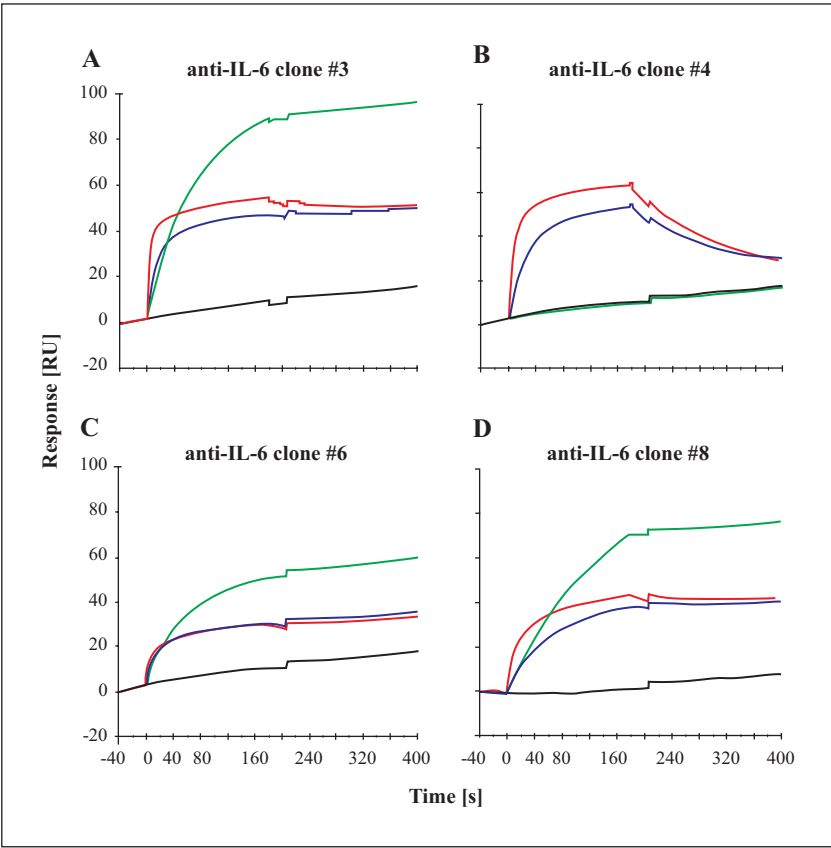 A
anti-IL-6 clone #3
B
anti-IL-6 clone #4
100
80
60
40
20
0
-20
C
anti-IL-6 clone #6
D
anti-IL-6 clone #8
100
80
60
40
20
0
-20
-40 0 40 80 160 240 320 400
-40 0 40 80 160 240 320 400
Response [RU]
Time [s]